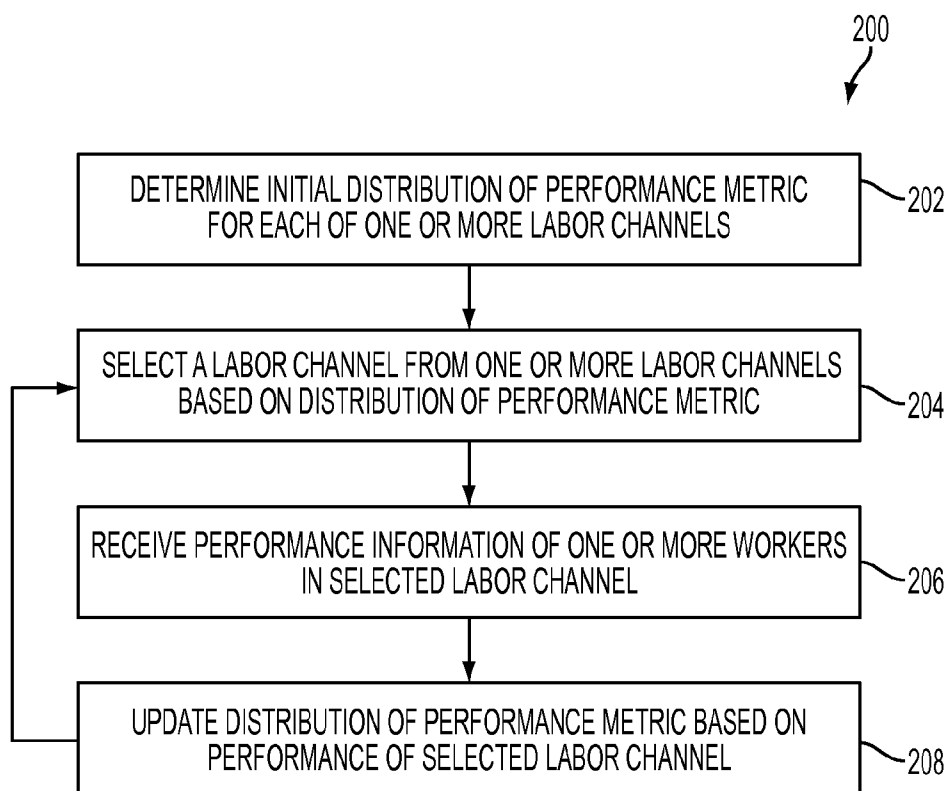 200
DETERMINE INITIAL DISTRIBUTION OF PERFORMANCE METRIC
FOR EACH OF ONE OR MORE LABOR CHANNELS
202
SELECT A LABOR CHANNEL FROM ONE OR MORE LABOR CHANNELS
BASED ON DISTRIBUTION OF PERFORMANCE METRIC
204
RECEIVE PERFORMANCE INFORMATION OF ONE OR MORE WORKERS
IN SELECTED LABOR CHANNEL
206
UPDATE DISTRIBUTION OF PERFORMANCE METRIC BASED ON
PERFORMANCE OF SELECTED LABOR CHANNEL
208